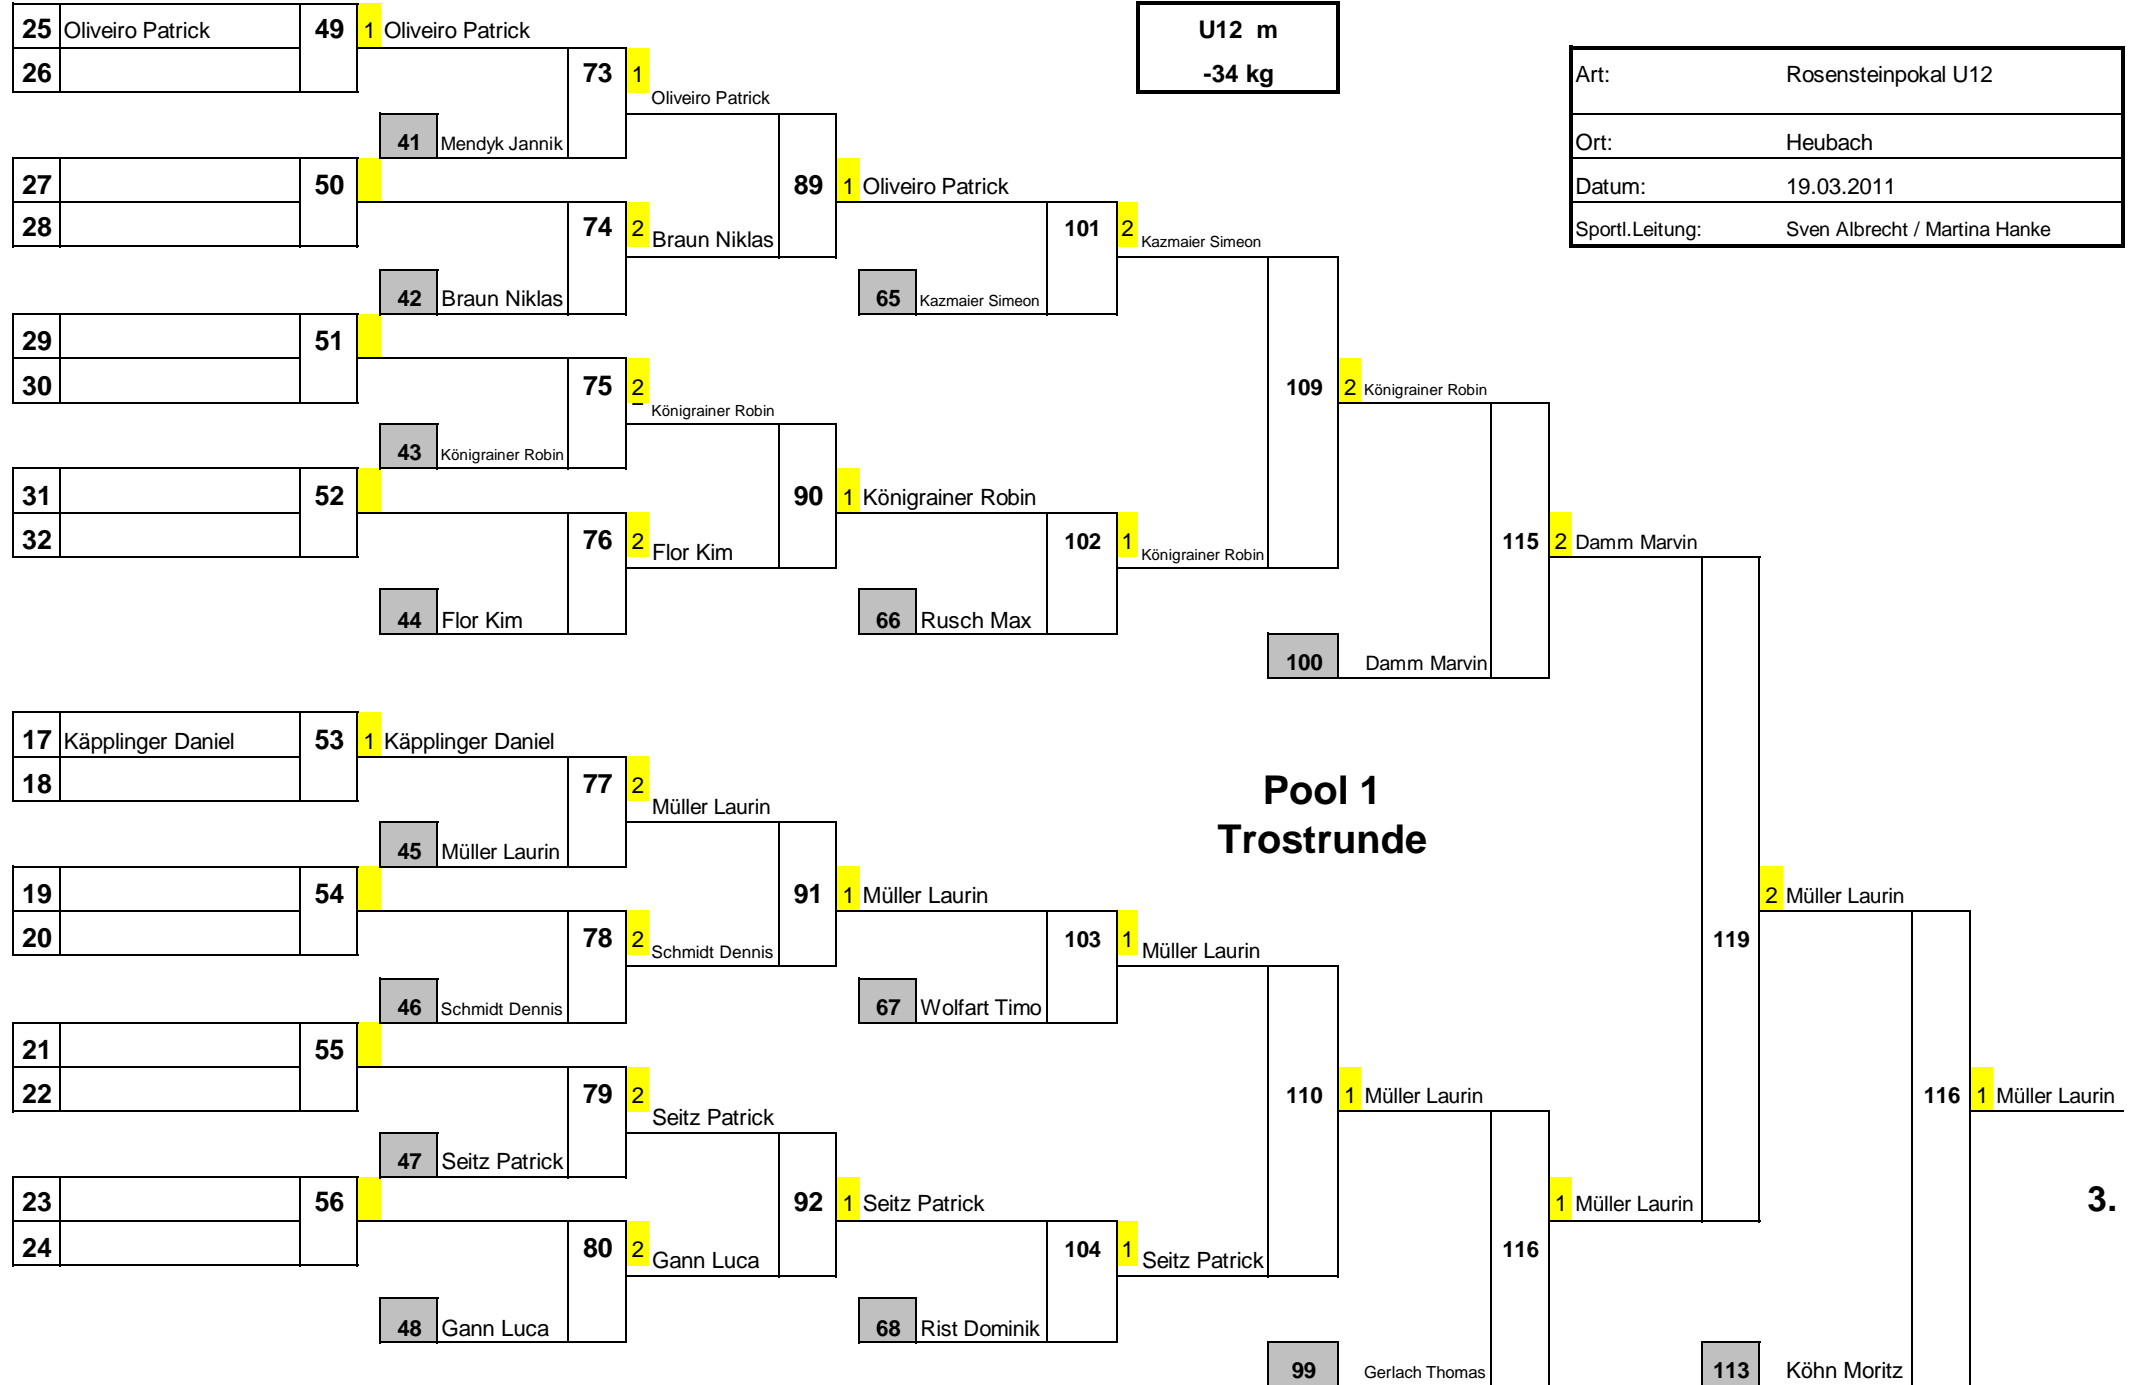 25 Oliveiro Patrick 49 1 Oliveiro Patrick
U12 m
26 73 1
-34 kg
Art: Rosensteinpokal U12
Oliveiro Patrick
41 Mendyk Jannik
Ort: Heubach
27 50 89 1 Oliveiro Patrick
Datum: 19.03.2011
28 74 2 Braun Niklas 101 2 Kazmaier Simeon
Sportl.Leitung: Sven Albrecht / Martina Hanke
42 Braun Niklas 65 Kazmaier Simeon
29 51
30 75 2 109 2 Königrainer Robin
Königrainer Robin
43 Königrainer Robin
31 52 90 1 Königrainer Robin
32 76 2 Flor Kim 102 1 Königrainer Robin 115 2 Damm Marvin
44 Flor Kim 66 Rusch Max
100 Damm Marvin
17 Käpplinger Daniel 53 1 Käpplinger Daniel
18 77 2
Müller Laurin
Pool 1
Trostrunde
45 Müller Laurin
19 54 91 1 Müller Laurin 2 Müller Laurin
20 78 2 Schmidt Dennis 103 1 Müller Laurin 119
46 Schmidt Dennis 67 Wolfart Timo
21 55
22 79 2 110 1 Müller Laurin 116 1 Müller Laurin
Seitz Patrick
47 Seitz Patrick
23 56 92 1 Seitz Patrick 1 Müller Laurin 3.
24 80 2 Gann Luca 104 1 Seitz Patrick 116
48 Gann Luca 68 Rist Dominik
99 Gerlach Thomas 113 Köhn Moritz